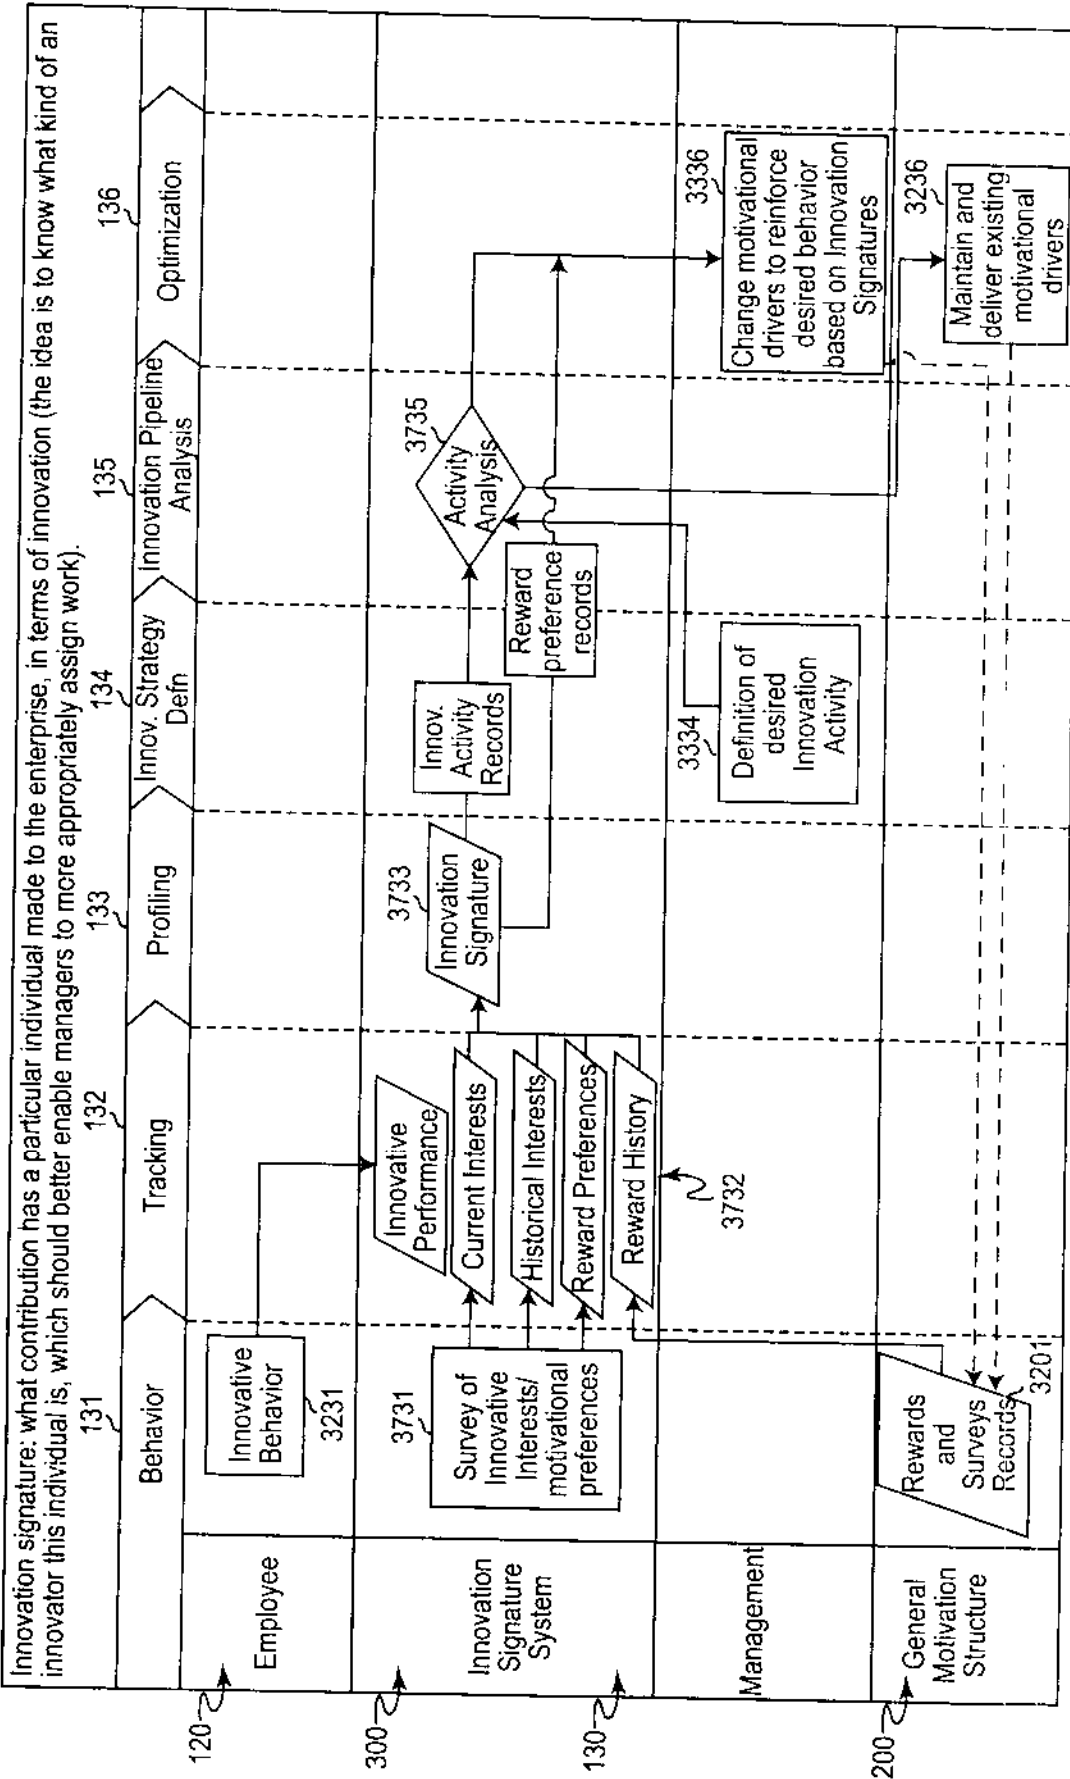 Innovation signature: what contribution has a particular individual made to the enterprise, in terms of innovation (the idea is to know what kind of an
innovator this individual is, which should better enable managers to more appropriately assign work).
131
132
133
134
135
136
Behavior
Tracking
Profiling
Innov. Strategy
Defn
Innovation Pipeline
Analysis
Optimization
120
Employee
Innovative
Behavior
3231
300
130
Innovation
Signature
System
3731
Survey of
Innovative
Interests/
motivational
preferences
Innovative
Performance
Current Interests
Historical Interests
Reward Preferences
Reward History
3732
3733
Innovation
Signature
Innov.
Activity
Records
Reward
preference
records
3735
Activity
Analysis
Management
3334
Definition of
desired
Innovation
Activity
3336
Change motivational
drivers to reinforce
desired behavior
based on Innovation
Signatures
200
General
Motivation
Structure
Rewards
and
Surveys
Records
3201
3236
Maintain and
deliver existing
motivational
drivers